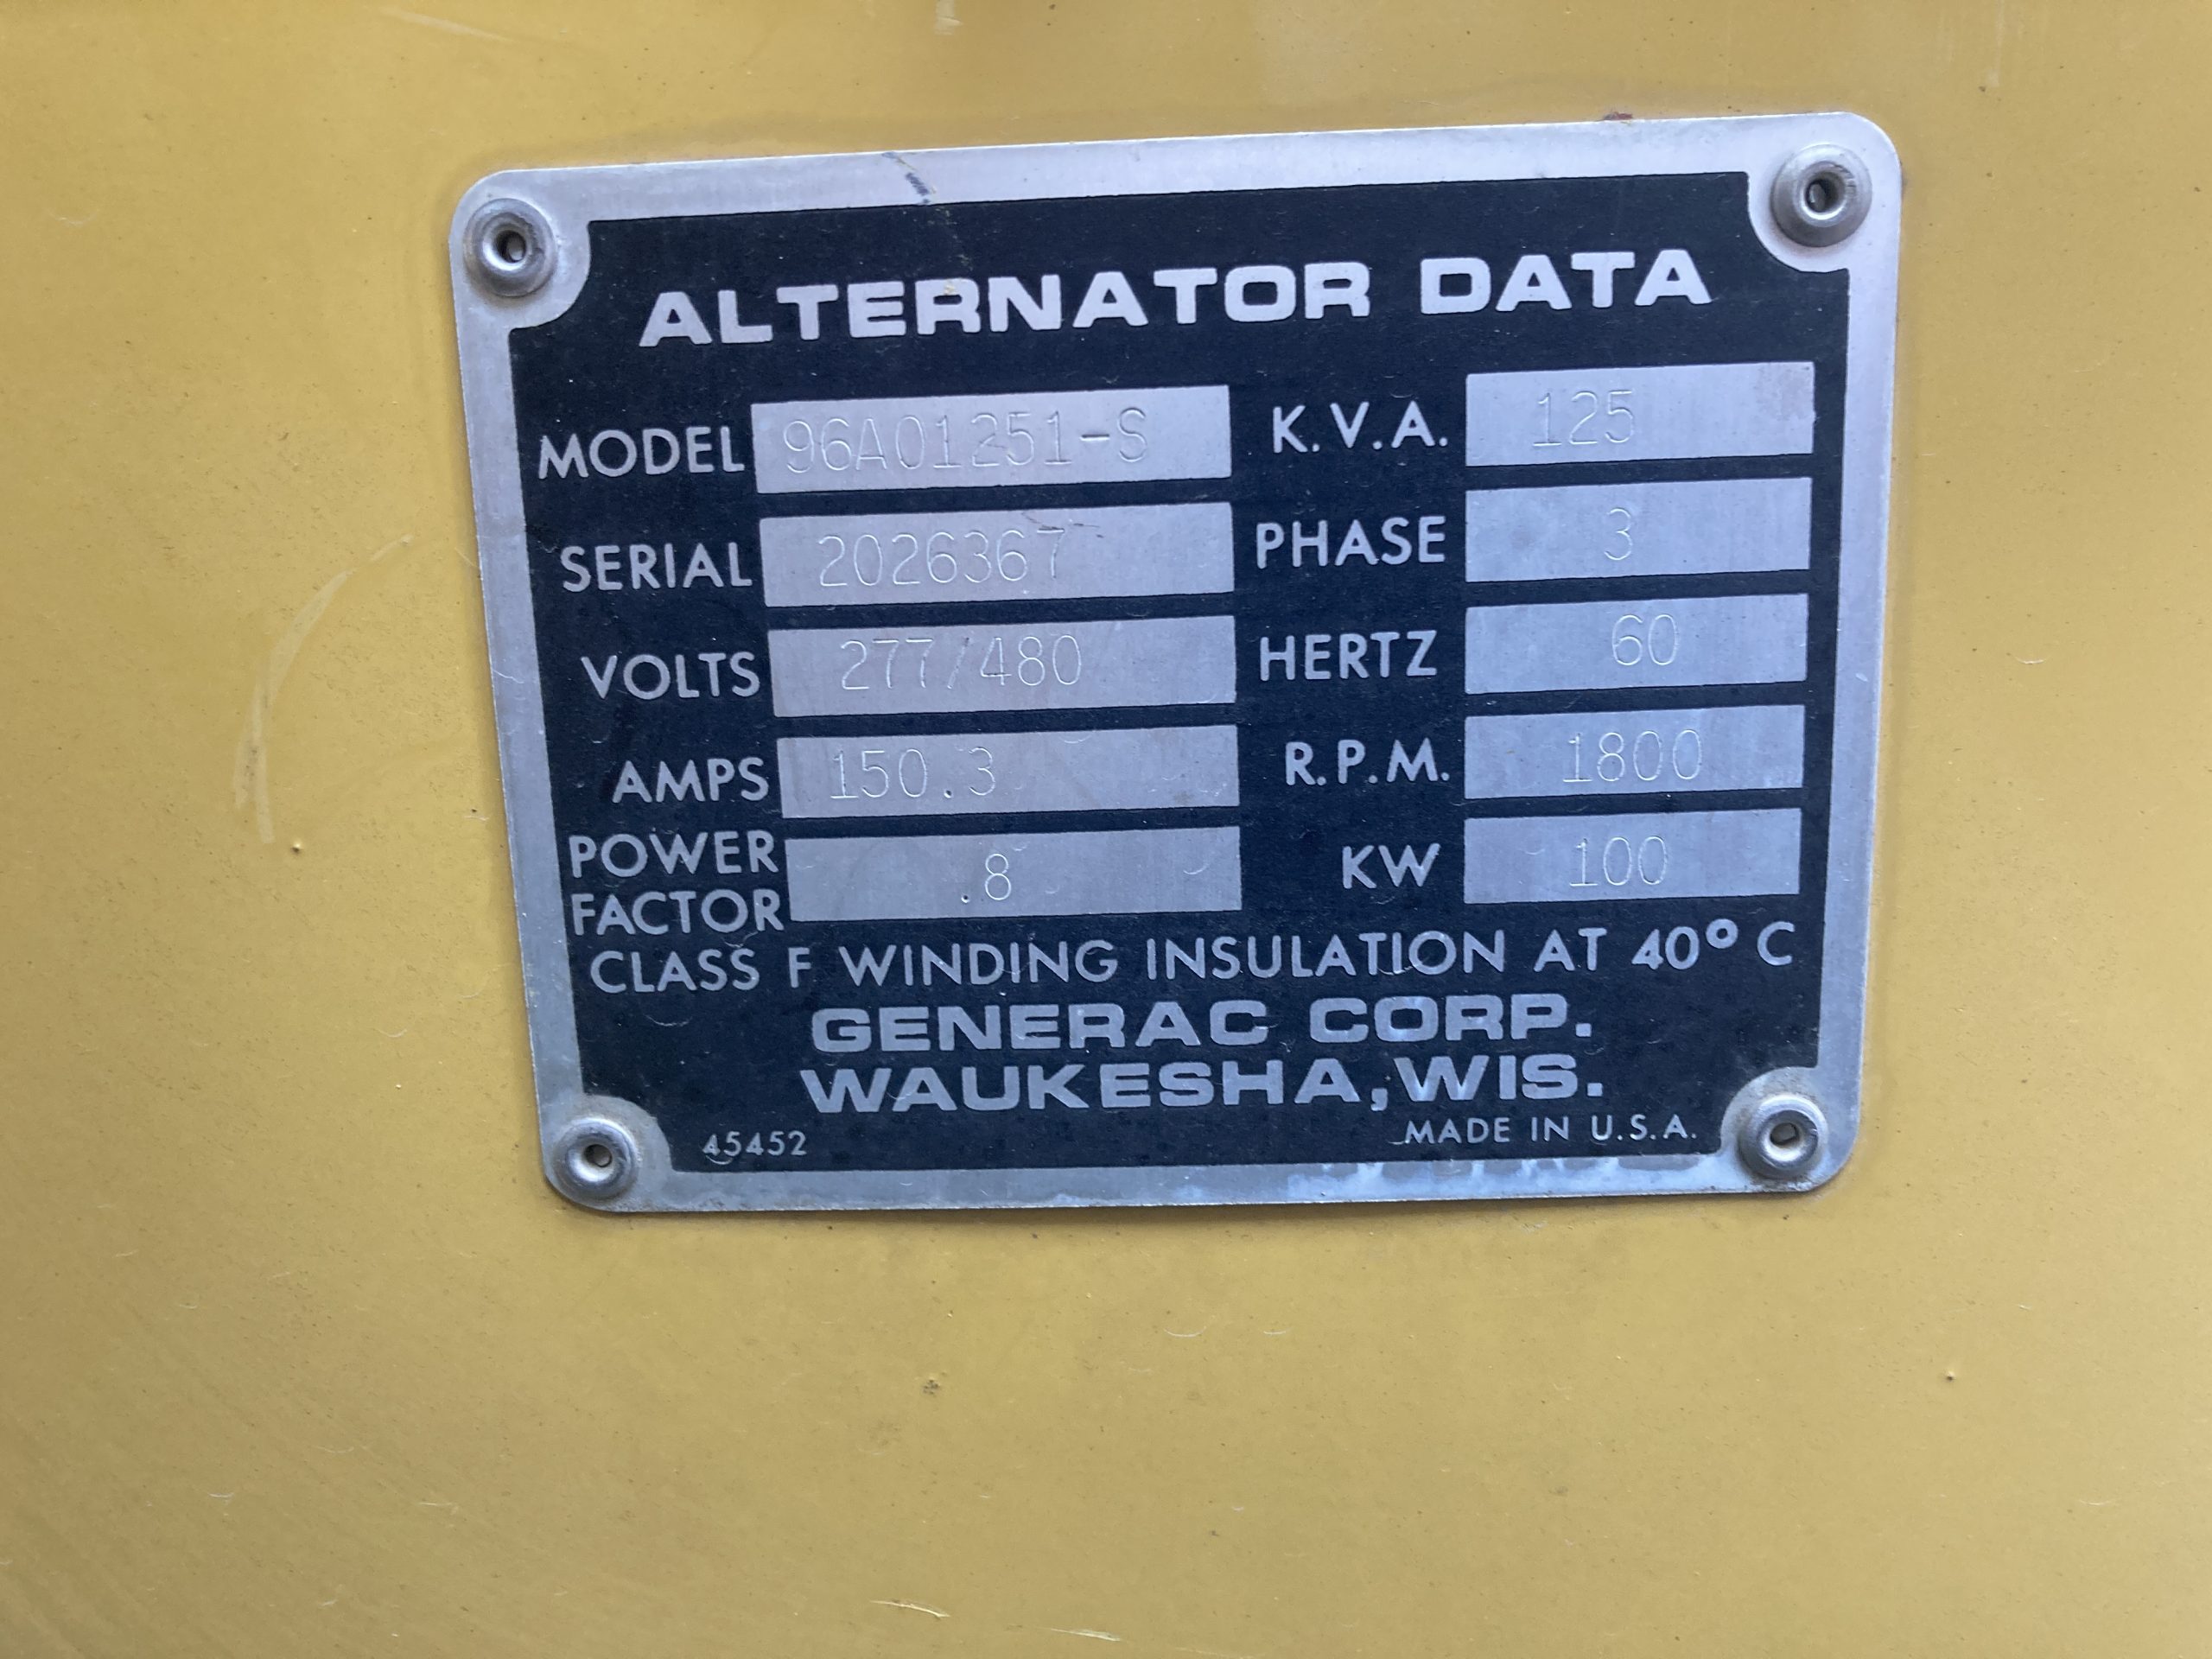 ALTERNATOR DATA
MODEL 96A01251-S K.V.A. 125
SERIAL 2026367 PHASE 3
VOLTS 277/480 HERTZ 60
AMPS 150.3 R.P.M. 1800
POWER FACTOR .8 KW 100
CLASS F WINDING INSULATION AT 40° C
GENERAC CORP.
WAUKESHA, WIS.
45452 MADE IN U.S.A.